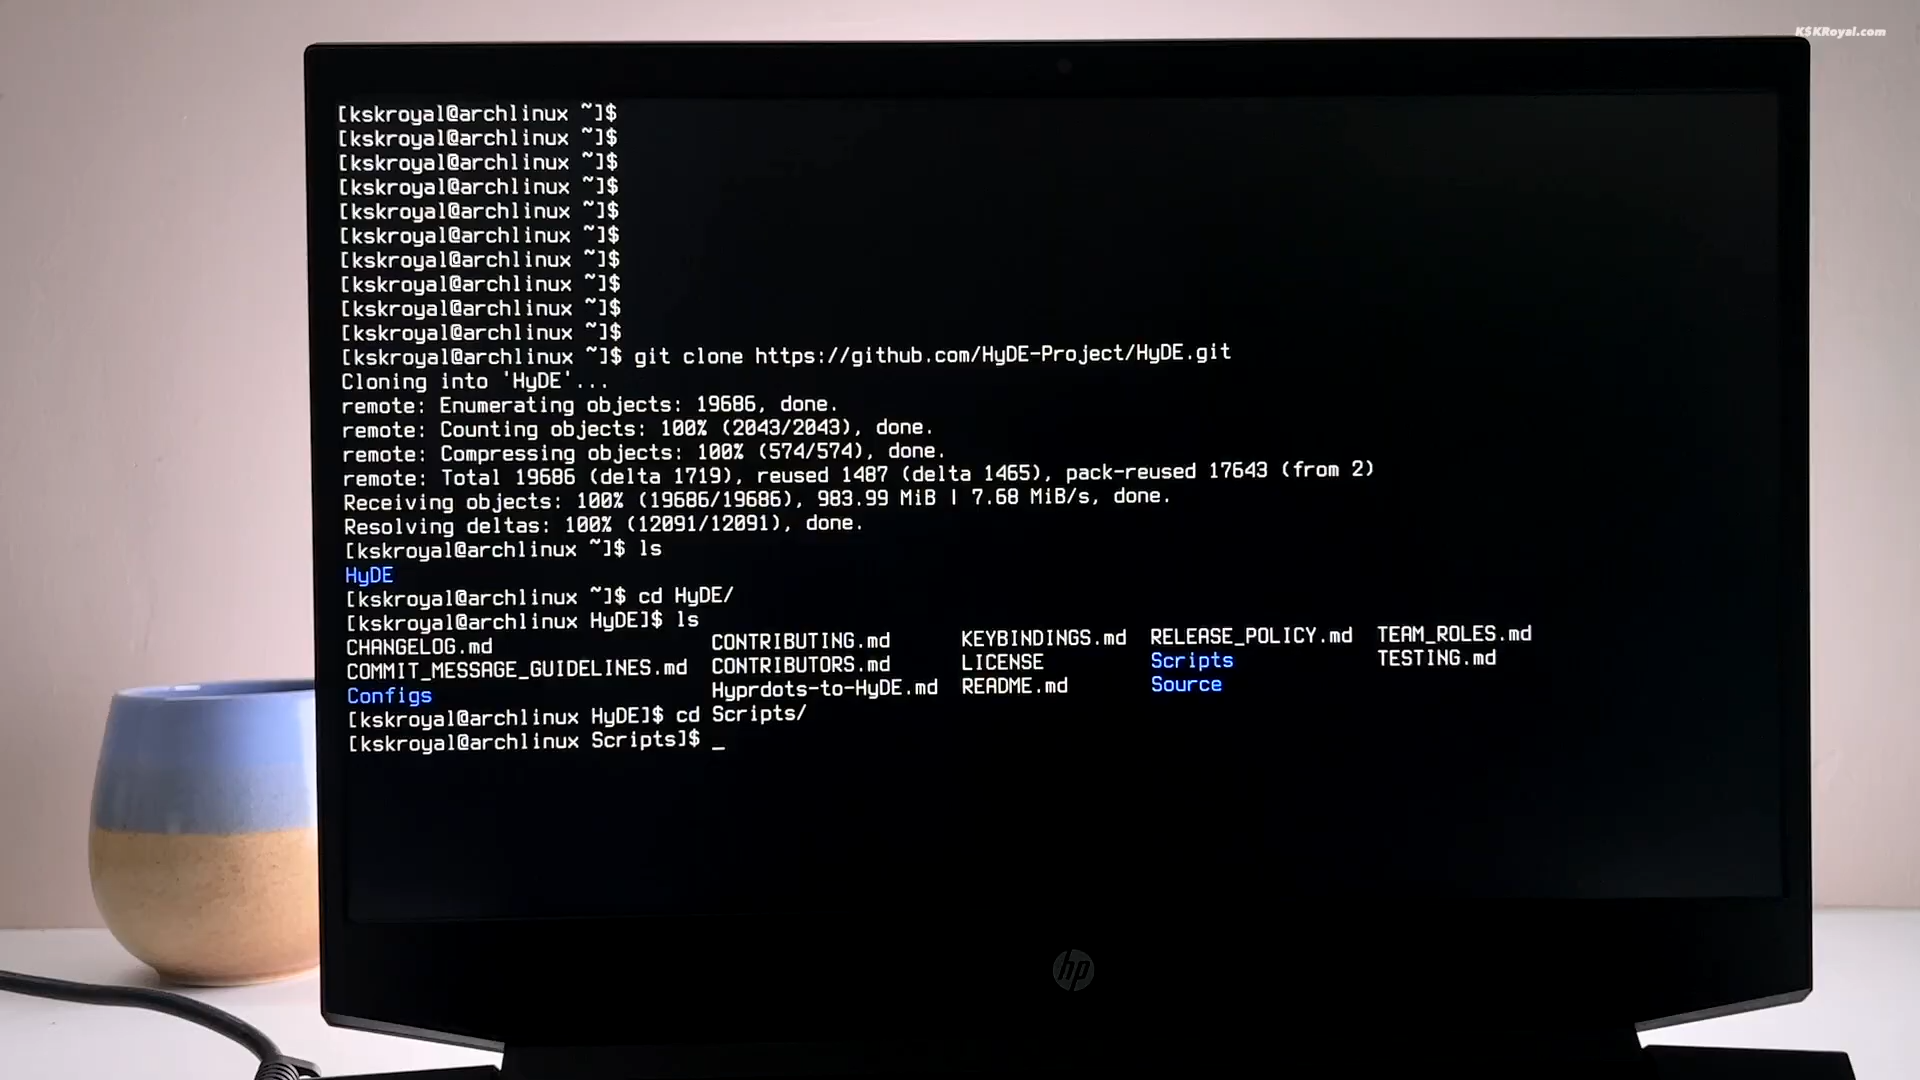 KSKRoyal.com
[kskroyal@archlinux ~]$
[kskroyal@archlinux ~]$
[kskroyal@archlinux ~]$
[kskroyal@archlinux ~]$
[kskroyal@archlinux ~]$
[kskroyal@archlinux ~]$
[kskroyal@archlinux ~]$
[kskroyal@archlinux ~]$
[kskroyal@archlinux ~]$
[kskroyal@archlinux ~]$
[kskroyal@archlinux ~]$ git clone https://github.com/HyDE-Project/HyDE.git
Cloning into 'HyDE'...
remote: Enumerating objects: 19686, done.
remote: Counting objects: 100% (2043/2043), done.
remote: Compressing objects: 100% (574/574), done.
remote: Total 19686 (delta 1719), reused 1487 (delta 1465), pack-reused 17643 (from 2)
Receiving objects: 100% (19686/19686), 983.99 MiB | 7.68 MiB/s, done.
Resolving deltas: 100% (12091/12091), done.
[kskroyal@archlinux ~]$ ls
HyDE
[kskroyal@archlinux ~]$ cd HyDE/
[kskroyal@archlinux HyDE]$ ls
CHANGELOG.md CONTRIBUTING.md KEYBINDINGS.md RELEASE_POLICY.md TEAM_ROLES.md
COMMIT_MESSAGE_GUIDELINES.md CONTRIBUTORS.md LICENSE Scripts TESTING.md
Configs Hyprdots-to-HyDE.md README.md Source
[kskroyal@archlinux HyDE]$ cd Scripts/
[kskroyal@archlinux Scripts]$ _
hp